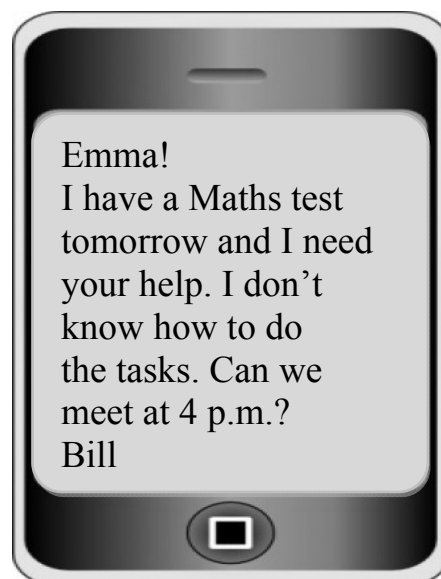 Emma!
I have a Maths test
tomorrow and I need
your help. I don’t
know how to do
the tasks. Can we
meet at 4 p.m.?
Bill